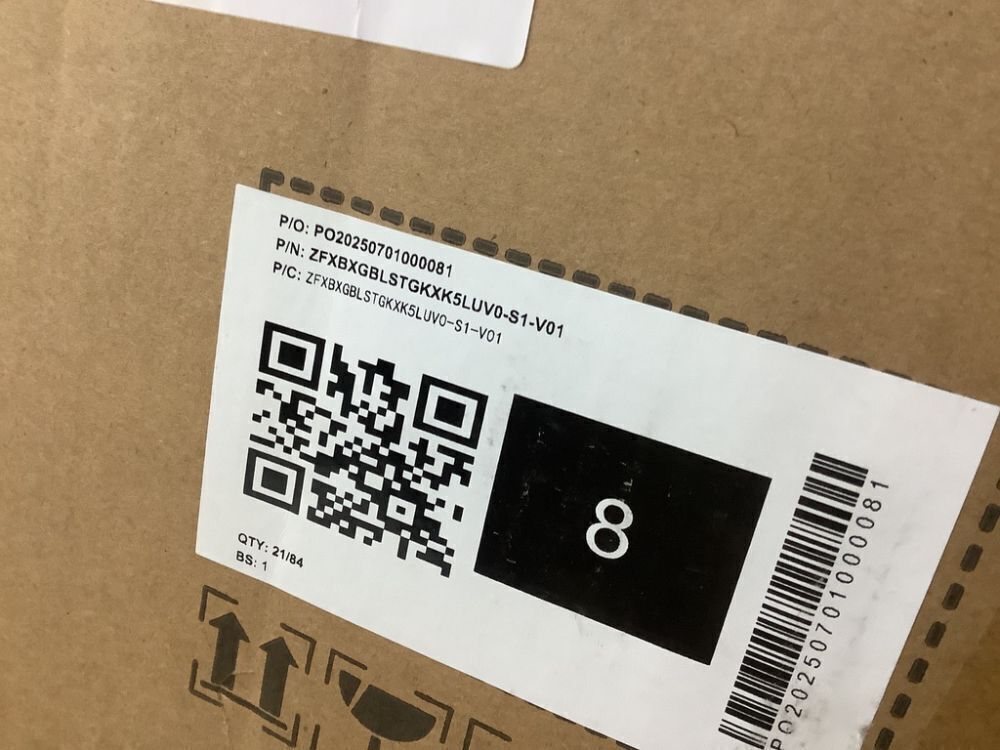 P/O: PO20250701000081
P/N: ZFXBXGBLSTGKXK5LUV0-S1-V01
P/C: ZFXBXGBLSTGKXK5LUV0-S1-V01
8
QTY: 21/84
BS: 1
PO20250701000081